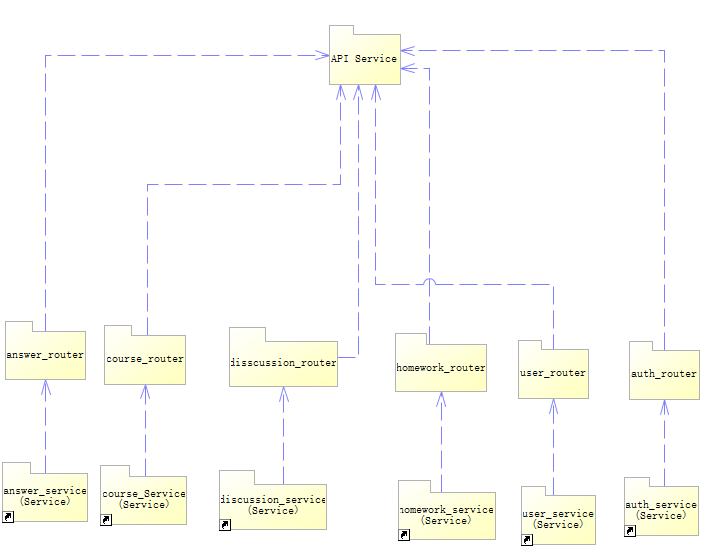 API Service
answer_router
course_router
disscussion_router
homework_router
user_router
auth_router
answer_service
(Service)
course_Service
(Service)
discussion_service
(Service)
homework_service
(Service)
user_service
(Service)
auth_service
(Service)